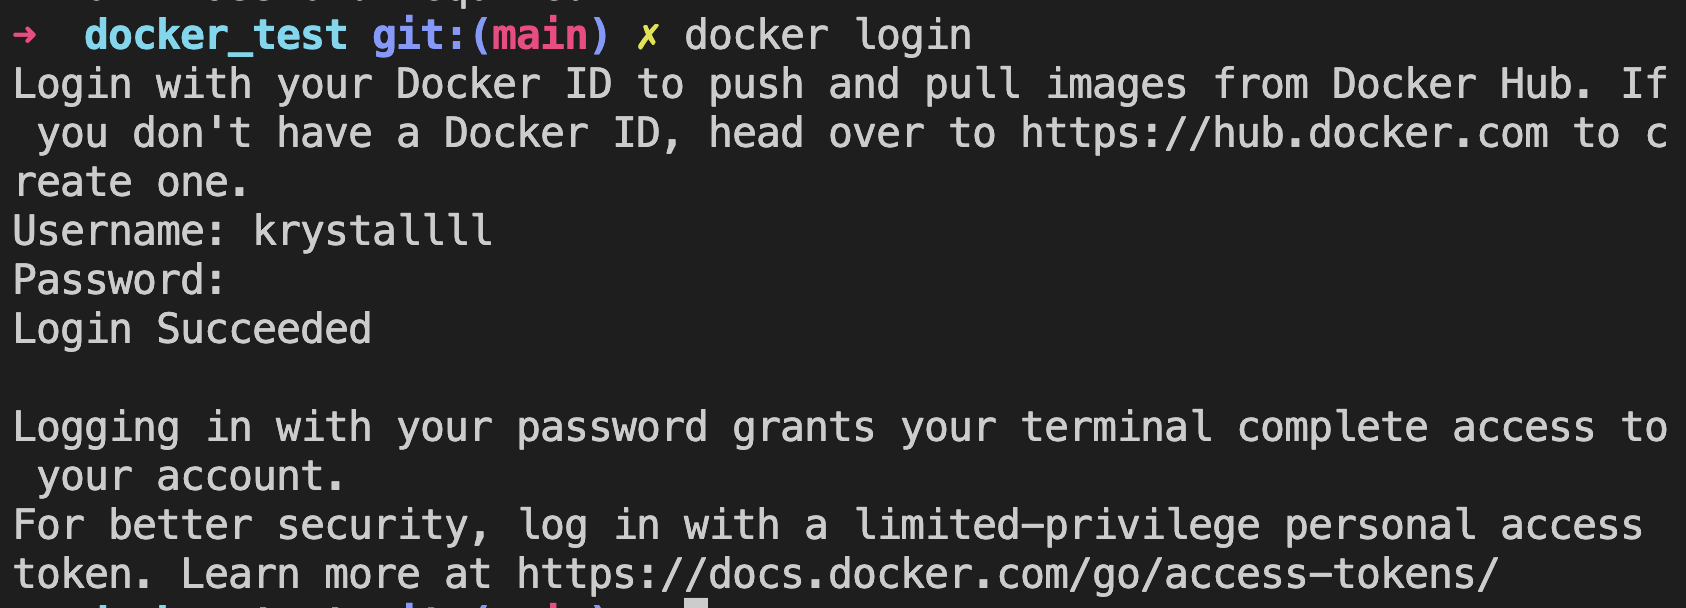 ➜  docker_test git:(main) ✗ docker login
Login with your Docker ID to push and pull images from Docker Hub. If
 you don't have a Docker ID, head over to https://hub.docker.com to c
reate one.
Username: krystallll
Password:
Login Succeeded

Logging in with your password grants your terminal complete access to
 your account.
For better security, log in with a limited-privilege personal access
token. Learn more at https://docs.docker.com/go/access-tokens/